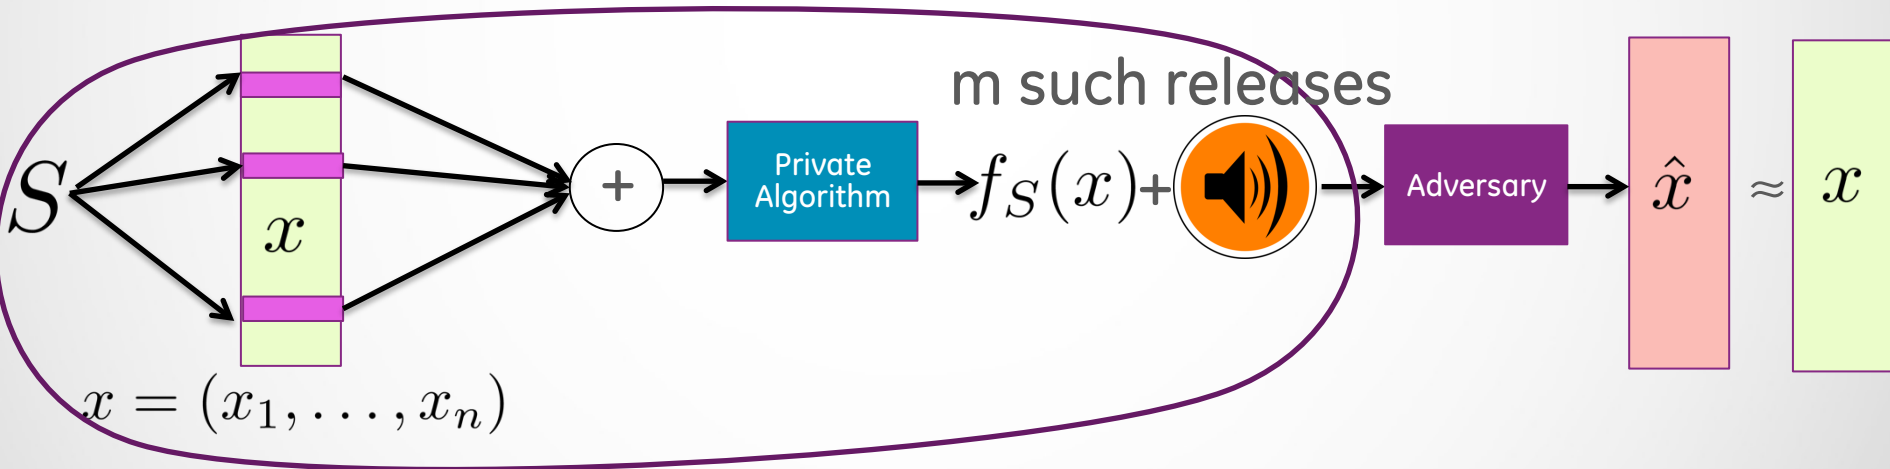 m such releases
S
x
+
Private
Algorithm
f_S(x)+
Adversary
x̂
≈
x
x = (x_1, . . . , x_n)